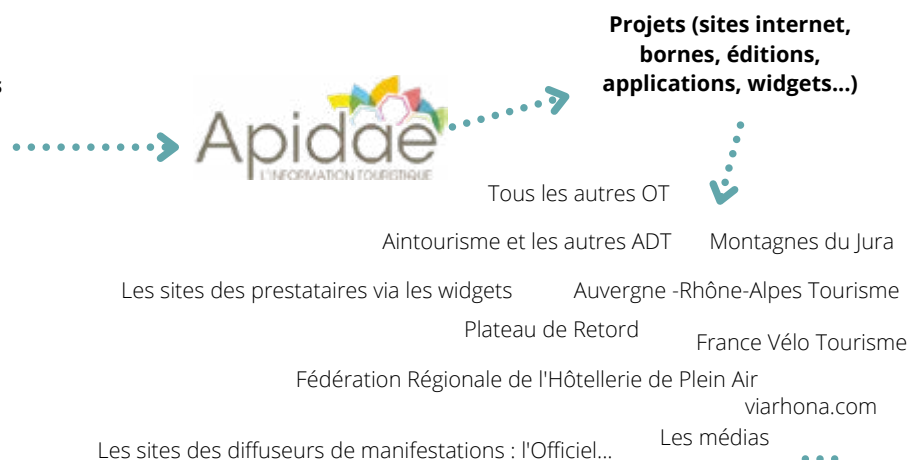 Projets (sites internet,
bornes, éditions,
applications, widgets...)
s
Apidae
L'INFORMATION TOURISTIQUE
Tous les autres OT
Aintourisme et les autres ADT
Montagnes du Jura
Les sites des prestataires via les widgets
Auvergne -Rhône-Alpes Tourisme
Plateau de Retord
France Vélo Tourisme
Fédération Régionale de l'Hôtellerie de Plein Air
viarhona.com
Les médias
Les sites des diffuseurs de manifestations : l'Officiel...